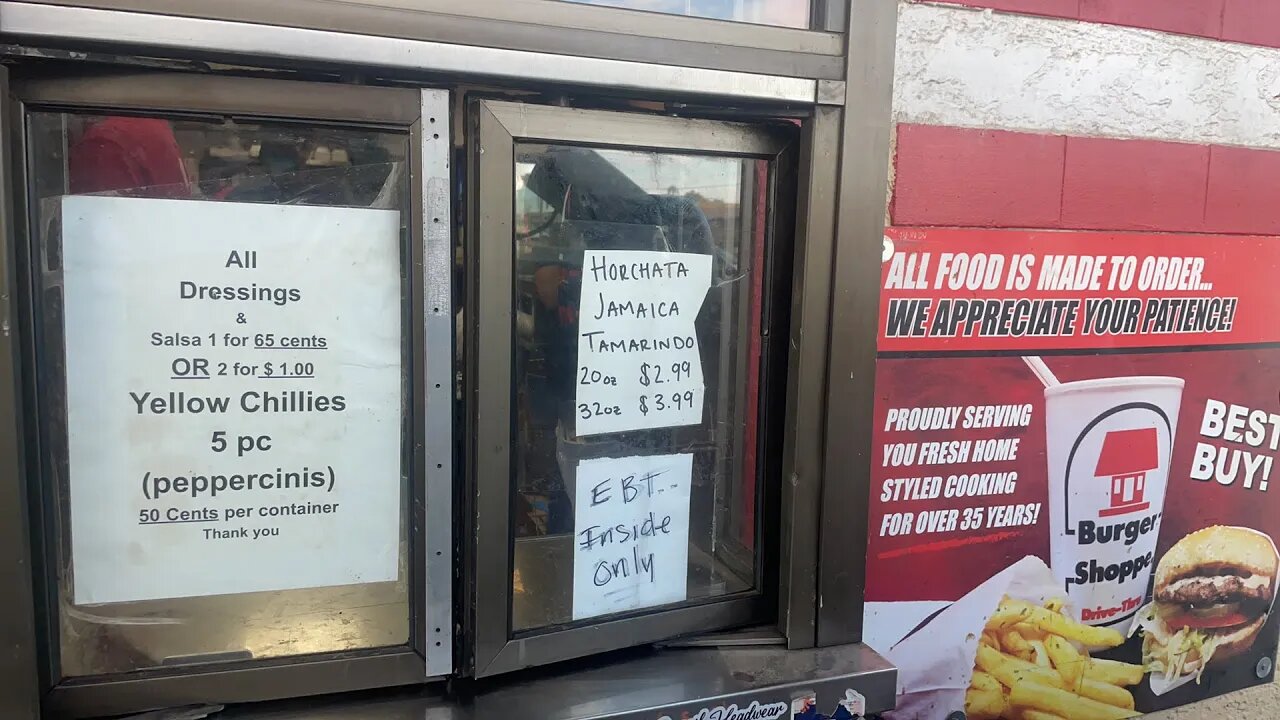 All
Dressings
&
Salsa 1 for 65 cents
OR 2 for $ 1.00
Yellow Chillies
5 pc
(peppercinis)
50 Cents per container
Thank you
HORCHATA
JAMAICA
TAMARINDO
20oz $2.99
32oz $3.99
EBT..
Inside
only
ALL FOOD IS MADE TO ORDER...
WE APPRECIATE YOUR PATIENCE!
PROUDLY SERVING
YOU FRESH HOME
STYLED COOKING
FOR OVER 35 YEARS!
BEST
BUY!
Burger
Shoppe
Drive-Thru
Headwear